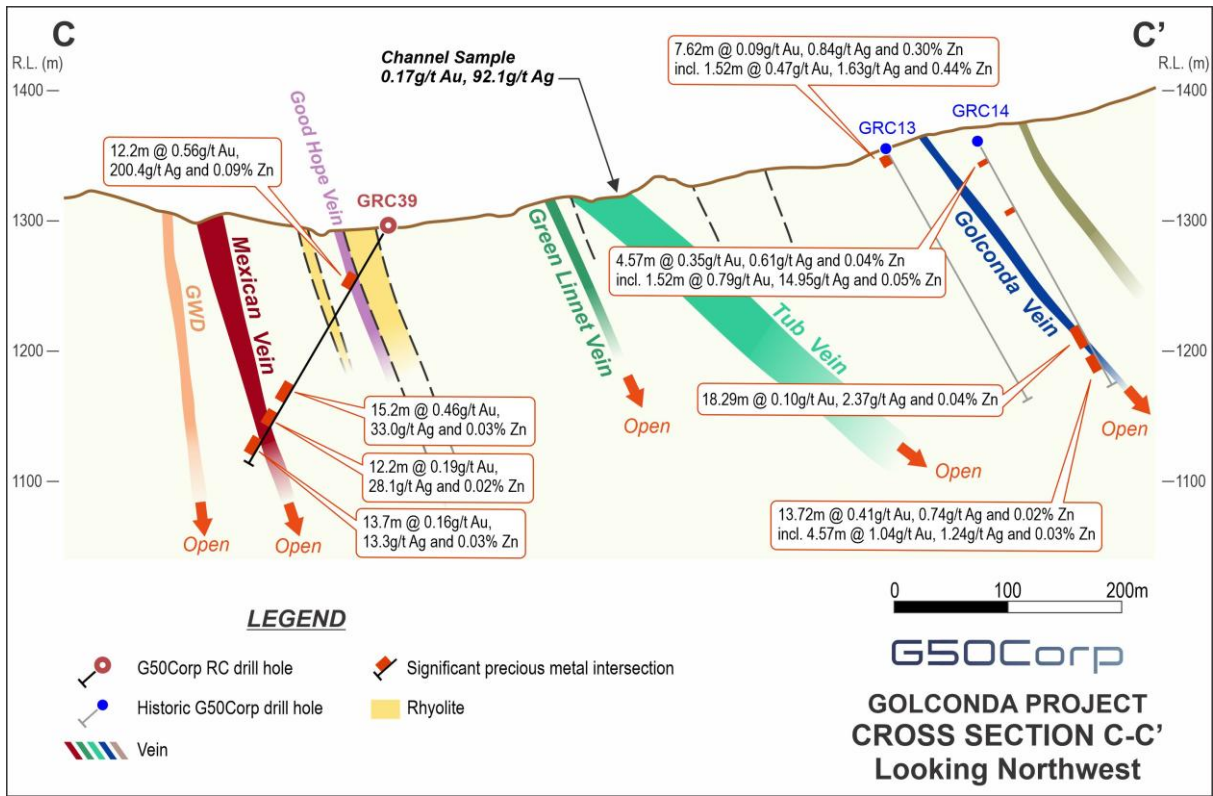 C
C’
R.L. (m)
R.L. (m)
1400
1300
1200
1100
1400
1300
1200
1100
Channel Sample
0.17g/t Au, 92.1g/t Ag
7.62m @ 0.09g/t Au, 0.84g/t Ag and 0.30% Zn
incl. 1.52m @ 0.47g/t Au, 1.63g/t Ag and 0.44% Zn
GRC13
GRC14
12.2m @ 0.56g/t Au,
200.4g/t Ag and 0.09% Zn
Good Hope Vein
GRC39
GWD
Mexican Vein
Green Linnet Vein
Tub Vein
Golconda Vein
4.57m @ 0.35g/t Au, 0.61g/t Ag and 0.04% Zn
incl. 1.52m @ 0.79g/t Au, 14.95g/t Ag and 0.05% Zn
18.29m @ 0.10g/t Au, 2.37g/t Ag and 0.04% Zn
15.2m @ 0.46g/t Au,
33.0g/t Ag and 0.03% Zn
12.2m @ 0.19g/t Au,
28.1g/t Ag and 0.02% Zn
13.7m @ 0.16g/t Au,
13.3g/t Ag and 0.03% Zn
13.72m @ 0.41g/t Au, 0.74g/t Ag and 0.02% Zn
incl. 4.57m @ 1.04g/t Au, 1.24g/t Ag and 0.03% Zn
Open
Open
Open
Open
Open
LEGEND
G50Corp RC drill hole
Historic G50Corp drill hole
Vein
Significant precious metal intersection
Rhyolite
0 100 200m
G50Corp
GOLCONDA PROJECT
CROSS SECTION C-C’
Looking Northwest